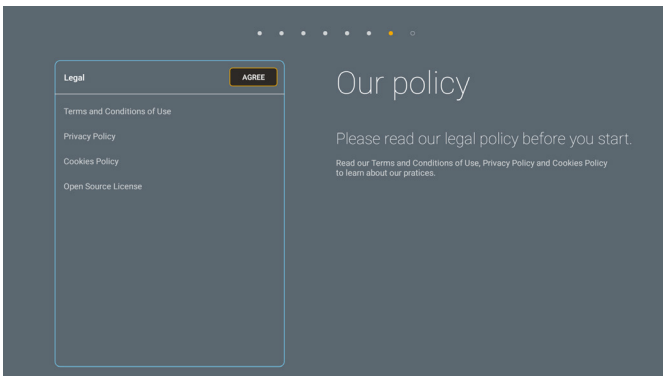 Legal
AGREE
Terms and Conditions of Use
Privacy Policy
Cookies Policy
Open Source License
Our policy
Please read our legal policy before you start.
Read our Terms and Conditions of Use, Privacy Policy and Cookies Policy
to learn about our pratices.